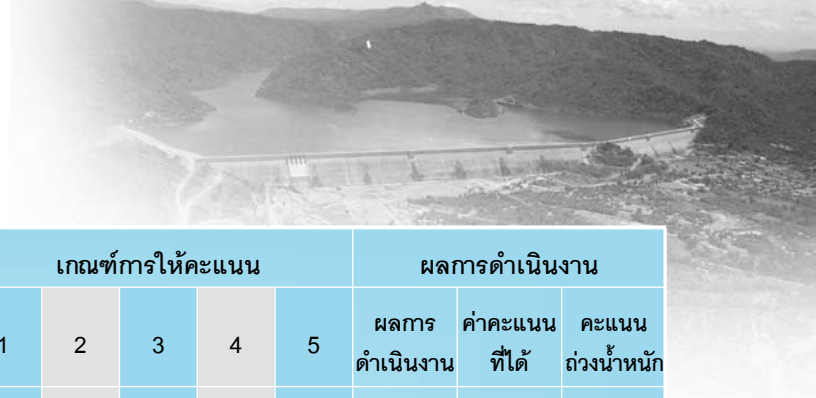 เกณฑ์การให้คะแนน ผลการดำเนินงาน
1 2 3 4 5 ผลการดำเนินงาน ค่าคะแนนที่ได้ คะแนนถ่วงน้ำหนัก